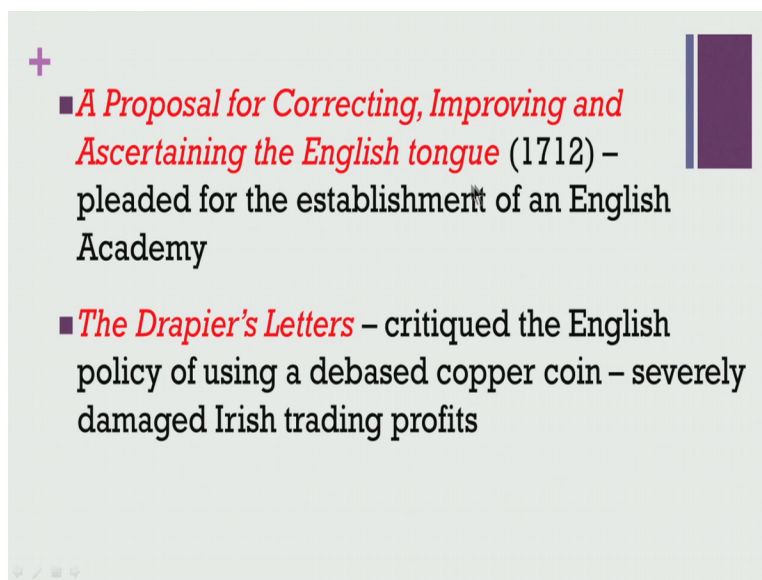 A Proposal for Correcting, Improving and
Ascertaining the English tongue (1712) –
pleaded for the establishment of an English
Academy
The Drapier's Letters – critiqued the English
policy of using a debased copper coin – severely
damaged Irish trading profits